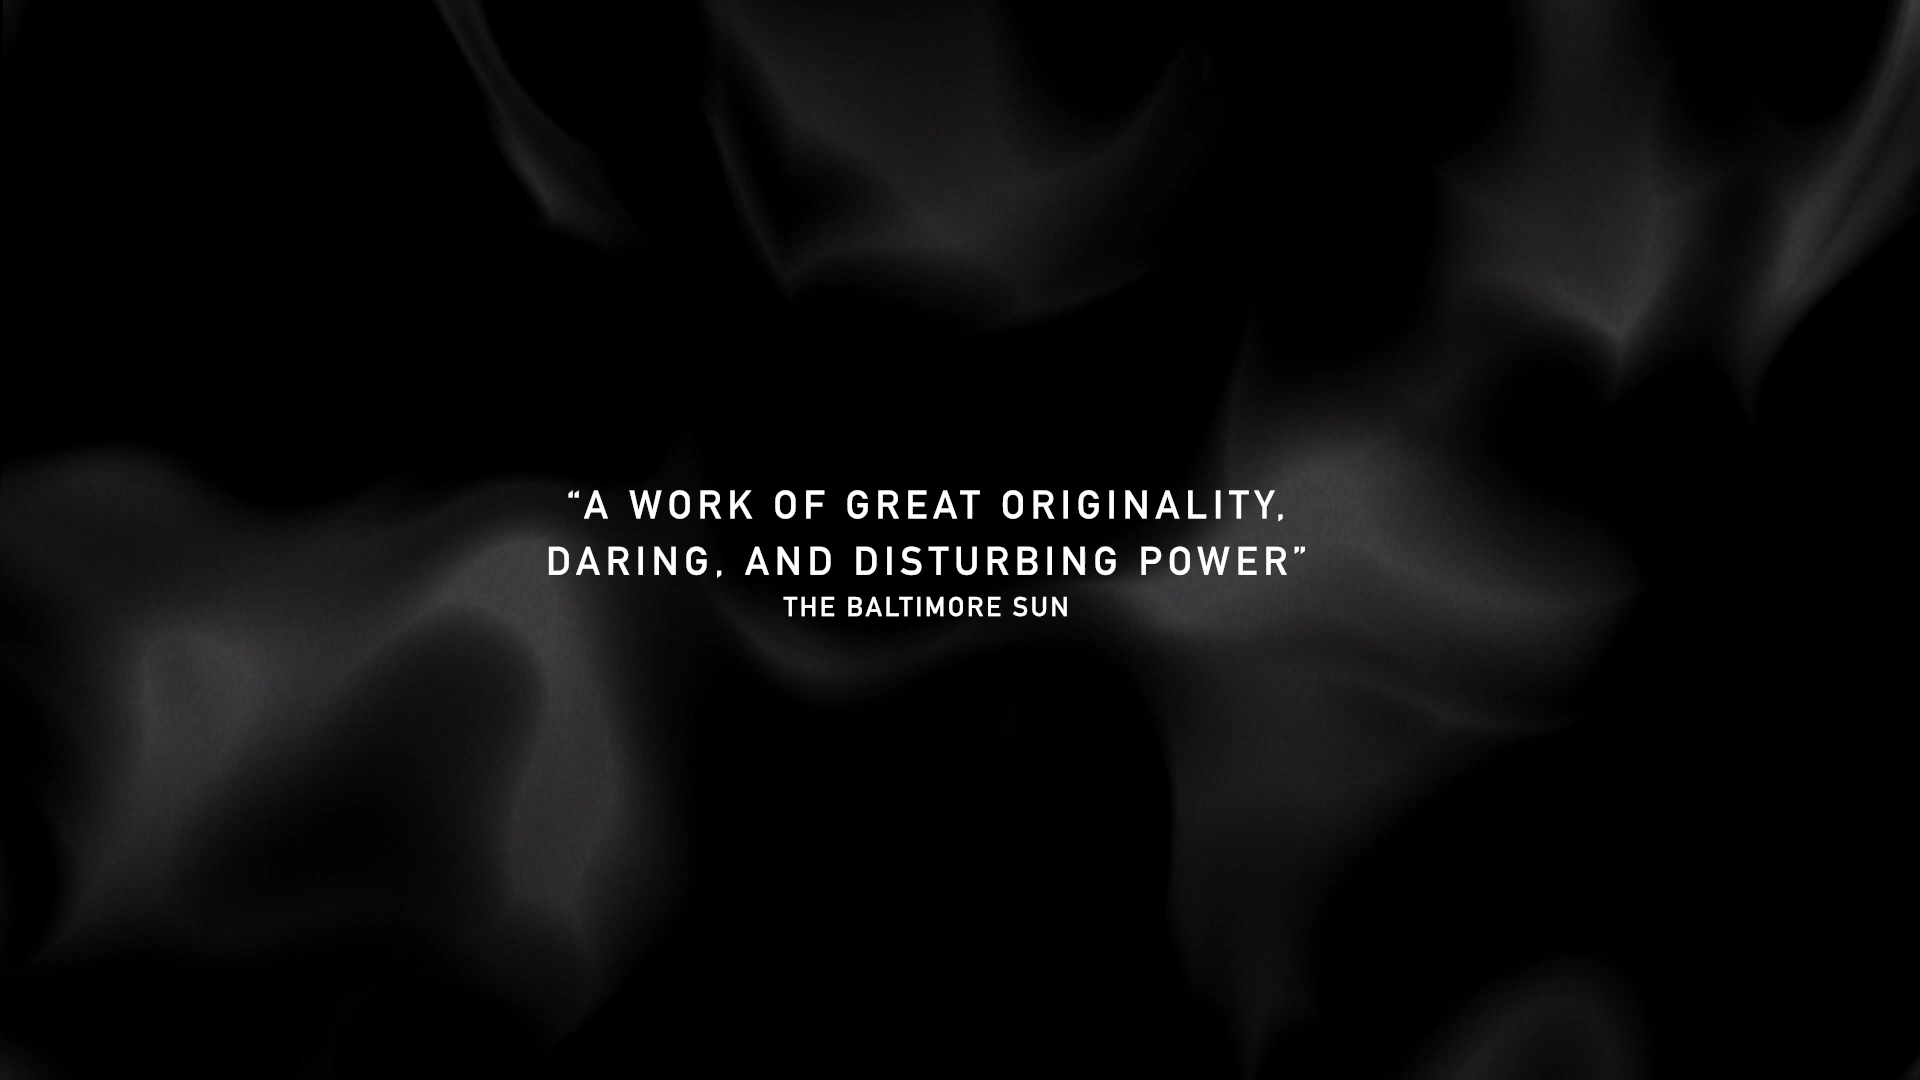 “A WORK OF GREAT ORIGINALITY,
DARING, AND DISTURBING POWER”
THE BALTIMORE SUN